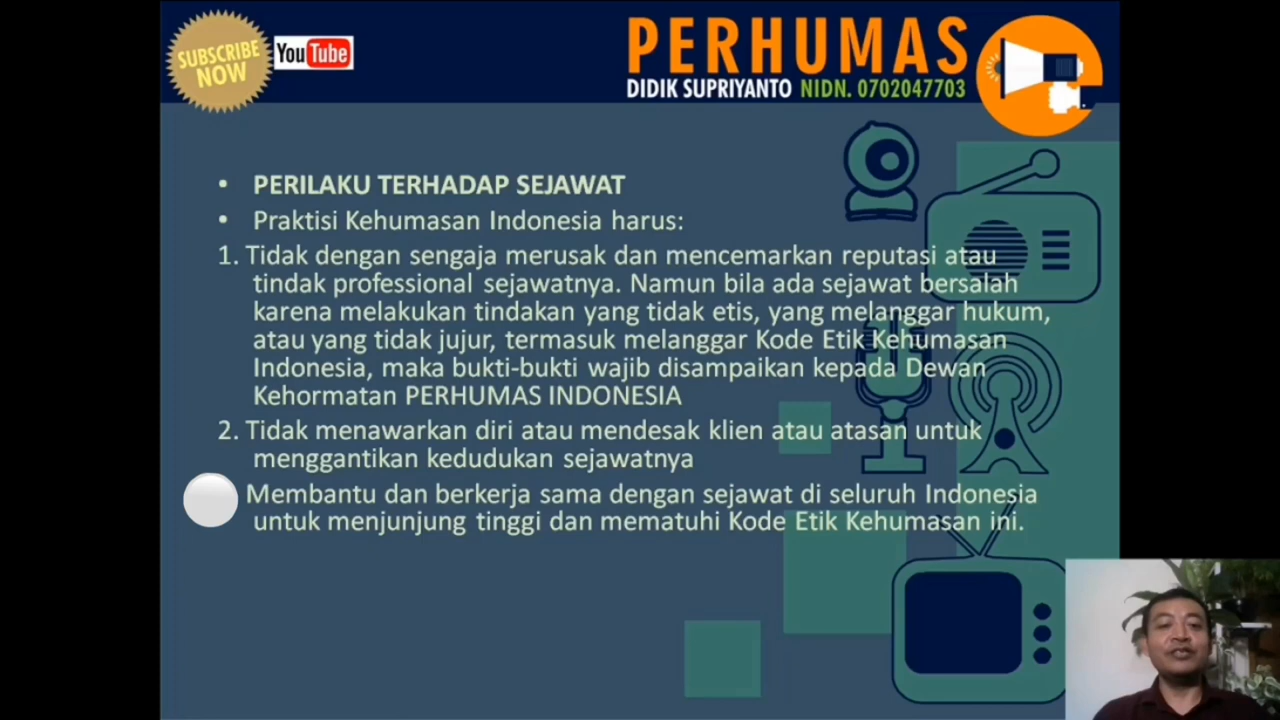 SUBSCRIBE
NOW
YouTube
PERHUMAS
DIDIK SUPRIYANTO NIDN. 0702047703
• PERILAKU TERHADAP SEJAWAT
• Praktisi Kehumasan Indonesia harus:
1. Tidak dengan sengaja merusak dan mencemarkan reputasi atau
tindak professional sejawatnya. Namun bila ada sejawat bersalah
karena melakukan tindakan yang tidak etis, yang melanggar hukum,
atau yang tidak jujur, termasuk melanggar Kode Etik Kehumasan
Indonesia, maka bukti-bukti wajib disampaikan kepada Dewan
Kehormatan PERHUMAS INDONESIA
2. Tidak menawarkan diri atau mendesak klien atau atasan untuk
menggantikan kedudukan sejawatnya
Membantu dan berkerja sama dengan sejawat di seluruh Indonesia
untuk menjunjung tinggi dan mematuhi Kode Etik Kehumasan ini.